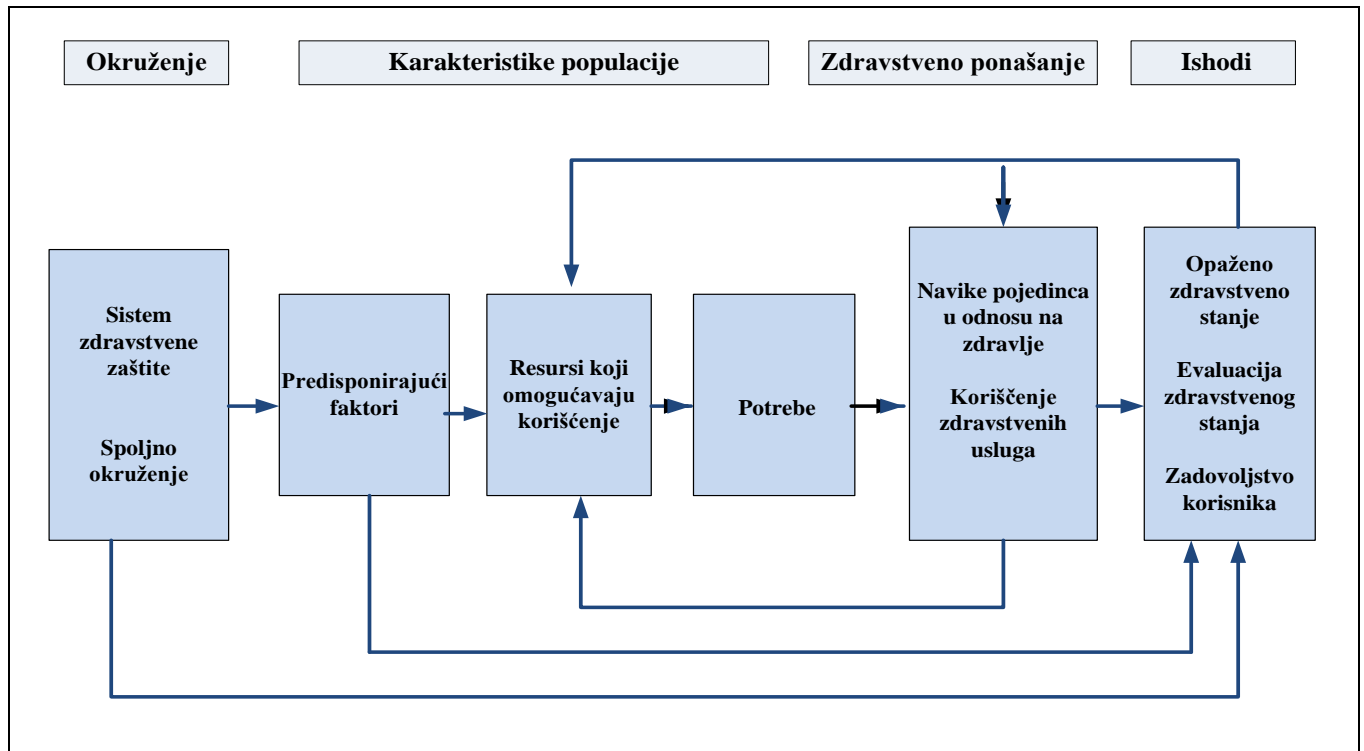 Okruženje
Karakteristike populacije
Zdravstveno ponašanje
Ishodi
Sistem
zdravstvene
zaštite
Spoljno
okruženje
Predisponirajući
faktori
Resursi koji
omogućavaju
korišćenje
Potrebe
Navike pojedinca
u odnosu na
zdravlje
Koriščenje
zdravstvenih
usluga
Opaženo
zdravstveno
stanje
Evaluacija
zdravstvenog
stanja
Zadovoljstvo
korisnika